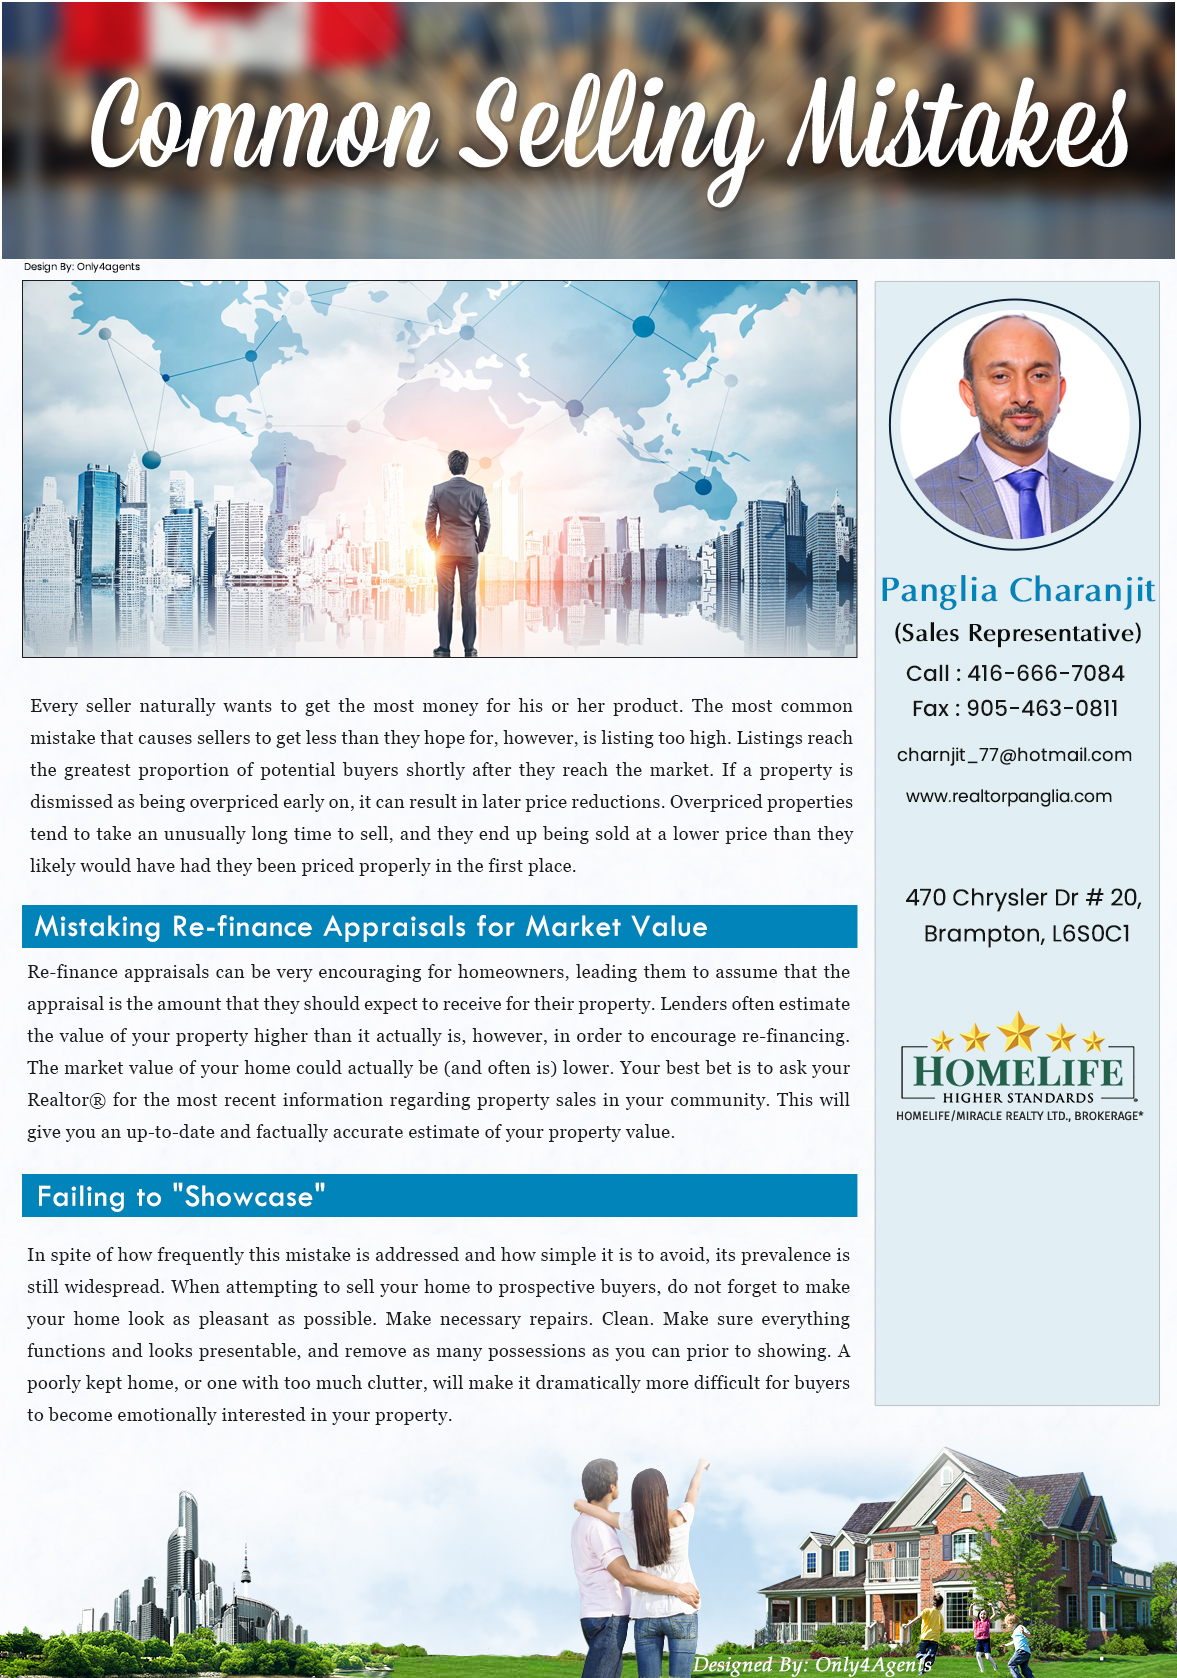 Common Selling Mistakes
Design By: Only4agents
Every seller naturally wants to get the most money for his or her product. The most common
mistake that causes sellers to get less than they hope for, however, is listing too high. Listings reach
the greatest proportion of potential buyers shortly after they reach the market. If a property is
dismissed as being overpriced early on, it can result in later price reductions. Overpriced properties
tend to take an unusually long time to sell, and they end up being sold at a lower price than they
likely would have had they been priced properly in the first place.
Mistaking Re-finance Appraisals for Market Value
Re-finance appraisals can be very encouraging for homeowners, leading them to assume that the
appraisal is the amount that they should expect to receive for their property. Lenders often estimate
the value of your property higher than it actually is, however, in order to encourage re-financing.
The market value of your home could actually be (and often is) lower. Your best bet is to ask your
Realtor® for the most recent information regarding property sales in your community. This will
give you an up-to-date and factually accurate estimate of your property value.
Failing to "Showcase"
In spite of how frequently this mistake is addressed and how simple it is to avoid, its prevalence is
still widespread. When attempting to sell your home to prospective buyers, do not forget to make
your home look as pleasant as possible. Make necessary repairs. Clean. Make sure everything
functions and looks presentable, and remove as many possessions as you can prior to showing. A
poorly kept home, or one with too much clutter, will make it dramatically more difficult for buyers
to become emotionally interested in your property.
Panglia Charanjit
(Sales Representative)
Call : 416-666-7084
Fax : 905-463-0811
charnjit_77@hotmail.com
www.realtorpanglia.com
470 Chrysler Dr # 20,
Brampton, L6S0C1
HOMELIFE
HIGHER STANDARDS
HOMELIFE/MIRACLE REALTY LTD., BROKERAGE*
Designed By: Only4Agents